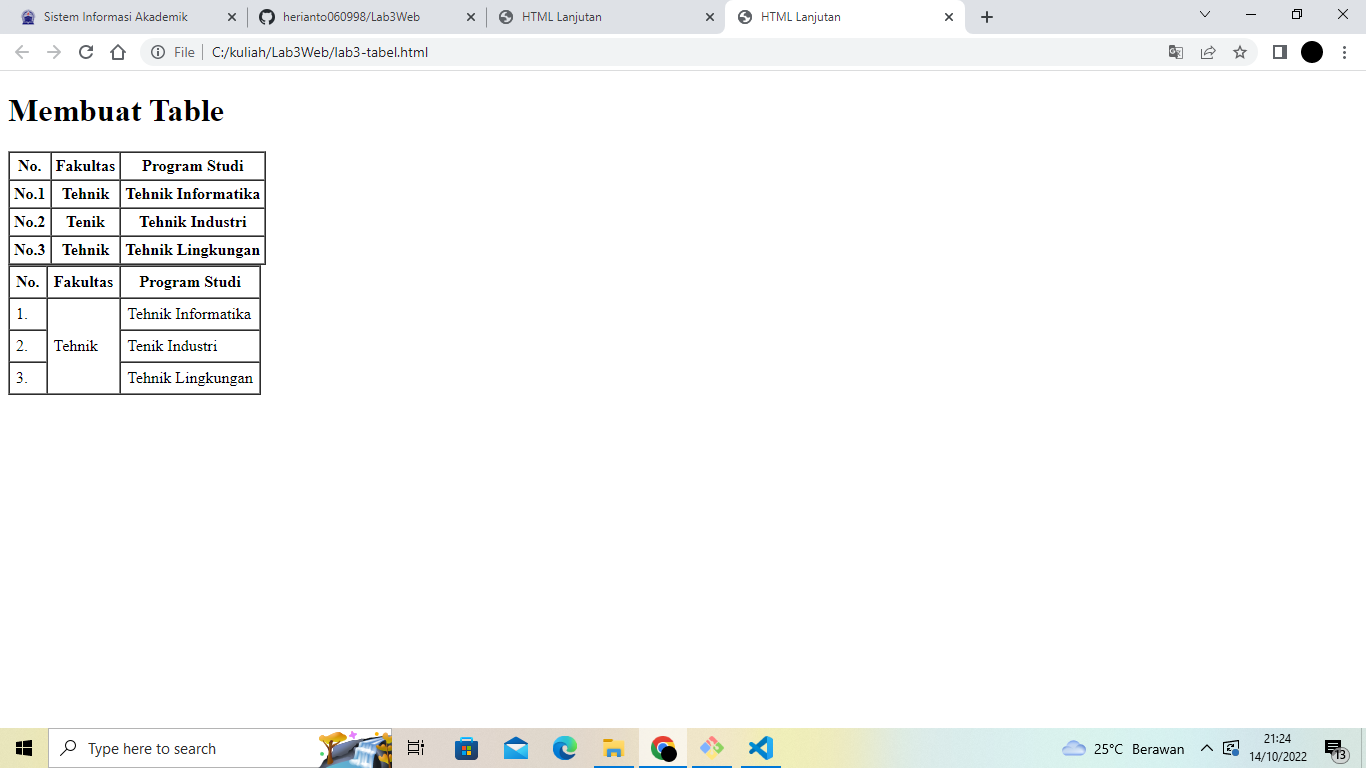 Sistem Informasi Akademik
herianto060998/Lab3Web
HTML Lanjutan
HTML Lanjutan
File C:/kuliah/Lab3Web/lab3-tabel.html
Membuat Table
No. Fakultas Program Studi
No.1 Tehnik Tehnik Informatika
No.2 Tenik Tehnik Industri
No.3 Tehnik Tehnik Lingkungan
No. Fakultas Program Studi
1. Tehnik Informatika
2. Tehnik Tenik Industri
3. Tehnik Lingkungan
Type here to search
25°C Berawan
21:24
14/10/2022
13